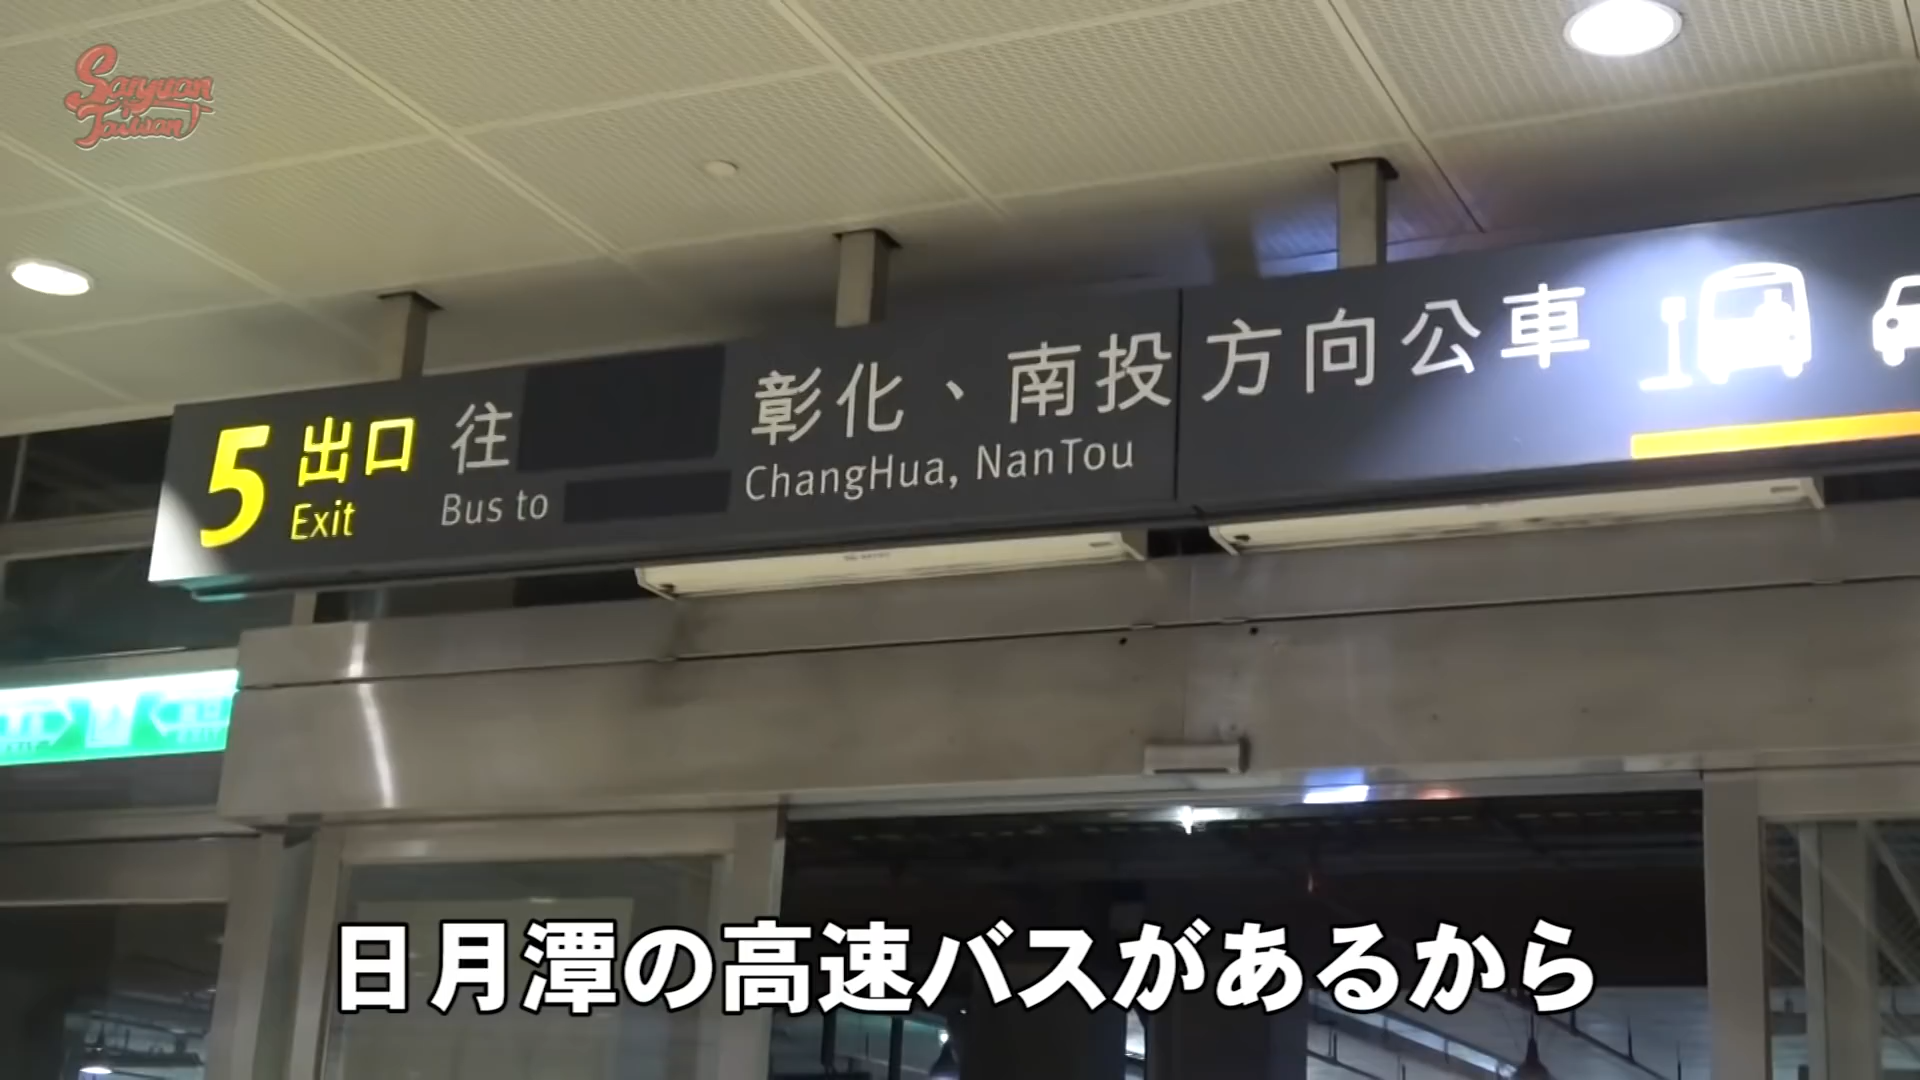 Sanyuan
Taiwan
5 出口 往 彰化、南投方向公車
Exit Bus to ChangHua, NanTou
日月潭の高速バスがあるから